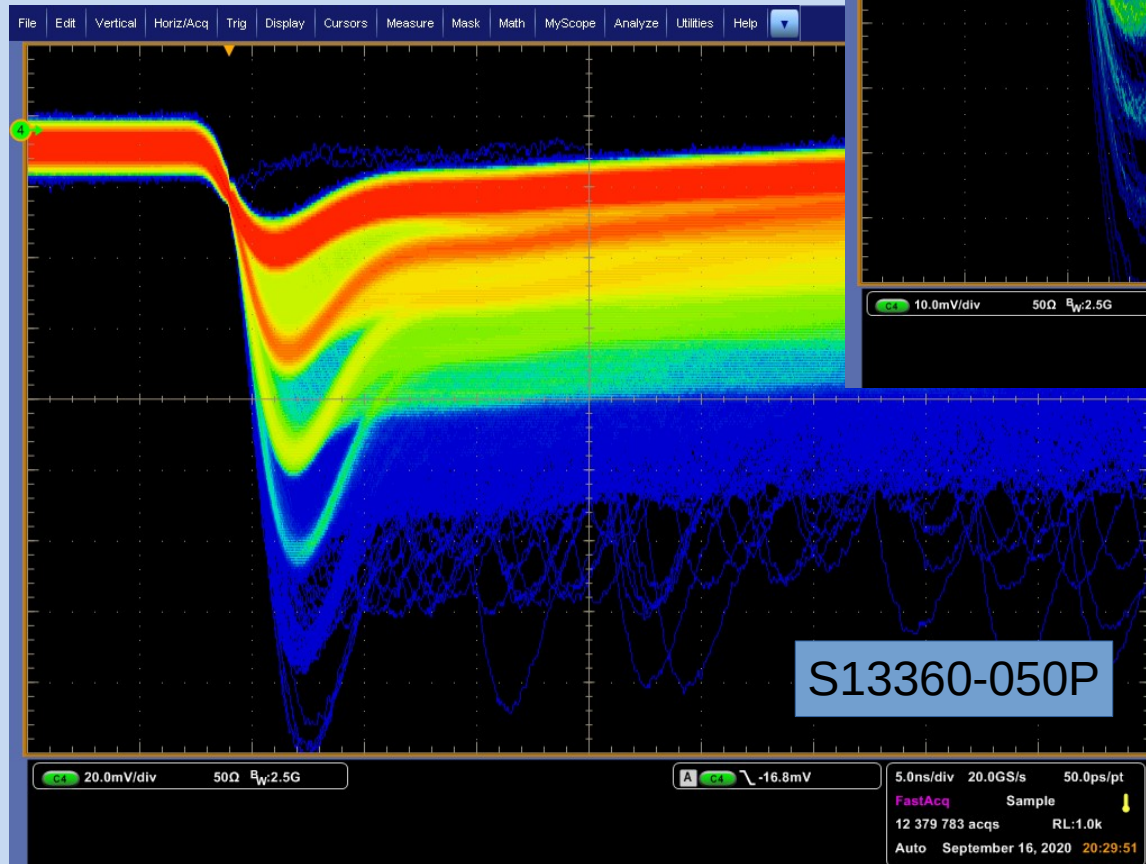 File Edit Vertical Horiz/Acq Trig Display Cursors Measure Mask Math MyScope Analyze Utilities Help
4
C4 10.0mV/div 50Ω BW:2.5G
S13360-050P
C4 20.0mV/div 50Ω BW:2.5G
A C4 -16.8mV
5.0ns/div 20.0GS/s 50.0ps/pt
FastAcq Sample
12 379 783 acqs RL:1.0k
Auto September 16, 2020 20:29:51